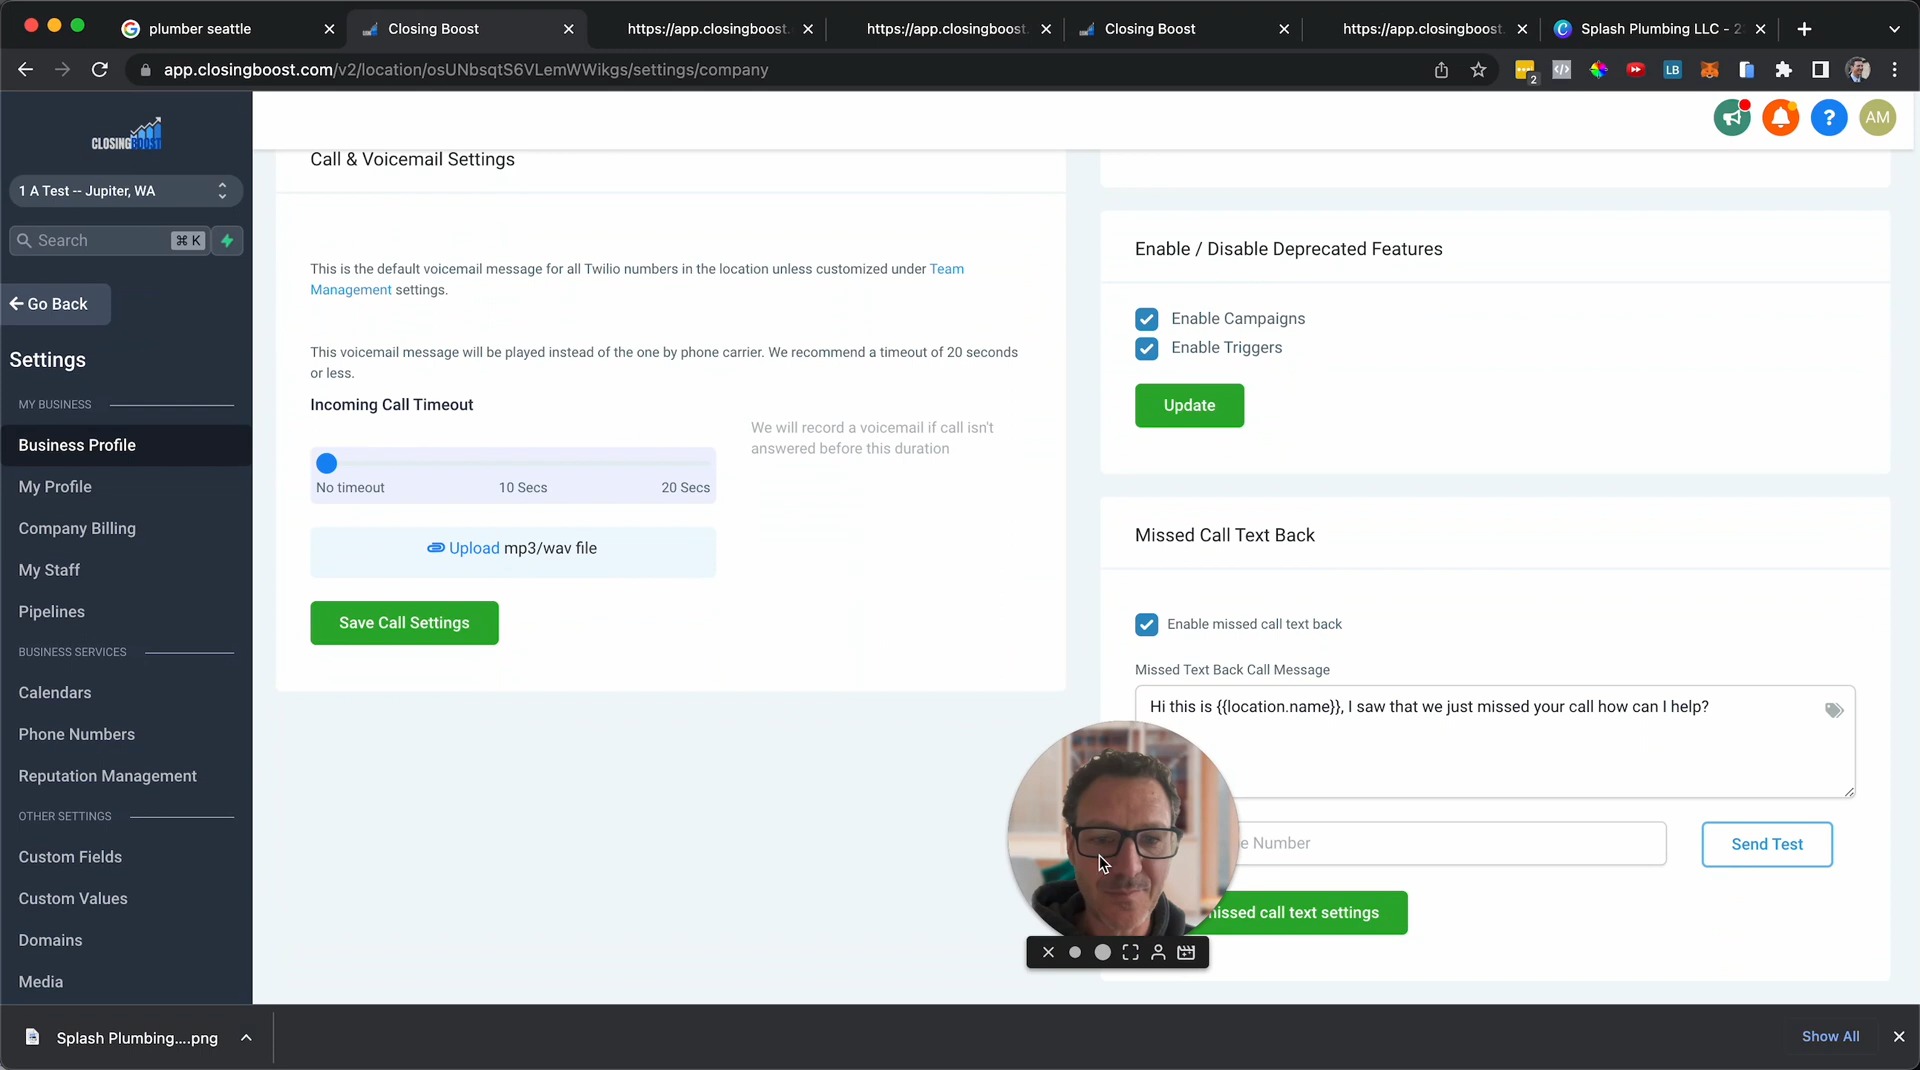 plumber seattle
Closing Boost
https://app.closingboost.
https://app.closingboost.
Closing Boost
https://app.closingboost.
Splash Plumbing LLC - 2
app.closingboost.com/v2/location/osUNbsqtS6VLemWWikgs/settings/company
2
LB
CLOSINGBOOST
AM
1 A Test -- Jupiter, WA
Search
⌘ K
Go Back
Settings
MY BUSINESS
Business Profile
My Profile
Company Billing
My Staff
Pipelines
BUSINESS SERVICES
Calendars
Phone Numbers
Reputation Management
OTHER SETTINGS
Custom Fields
Custom Values
Domains
Media
Call & Voicemail Settings
This is the default voicemail message for all Twilio numbers in the location unless customized under Team
Management settings.
This voicemail message will be played instead of the one by phone carrier. We recommend a timeout of 20 seconds
or less.
Incoming Call Timeout
We will record a voicemail if call isn't
answered before this duration
No timeout
10 Secs
20 Secs
Upload mp3/wav file
Save Call Settings
Enable / Disable Deprecated Features
Enable Campaigns
Enable Triggers
Update
Missed Call Text Back
Enable missed call text back
Missed Text Back Call Message
Hi this is {{location.name}}, I saw that we just missed your call how can I help?
Number
Send Test
missed call text settings
Splash Plumbing....png
Show All